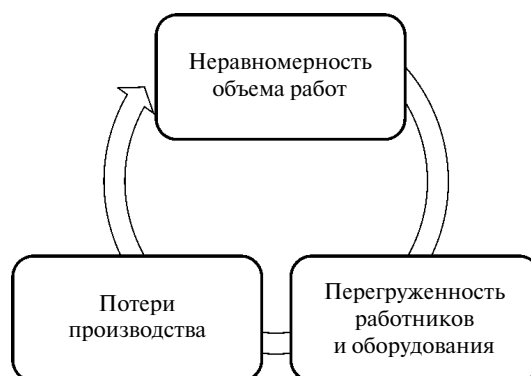 Неравномерность
объема работ
Перегруженность
работников
и оборудования
Потери
производства